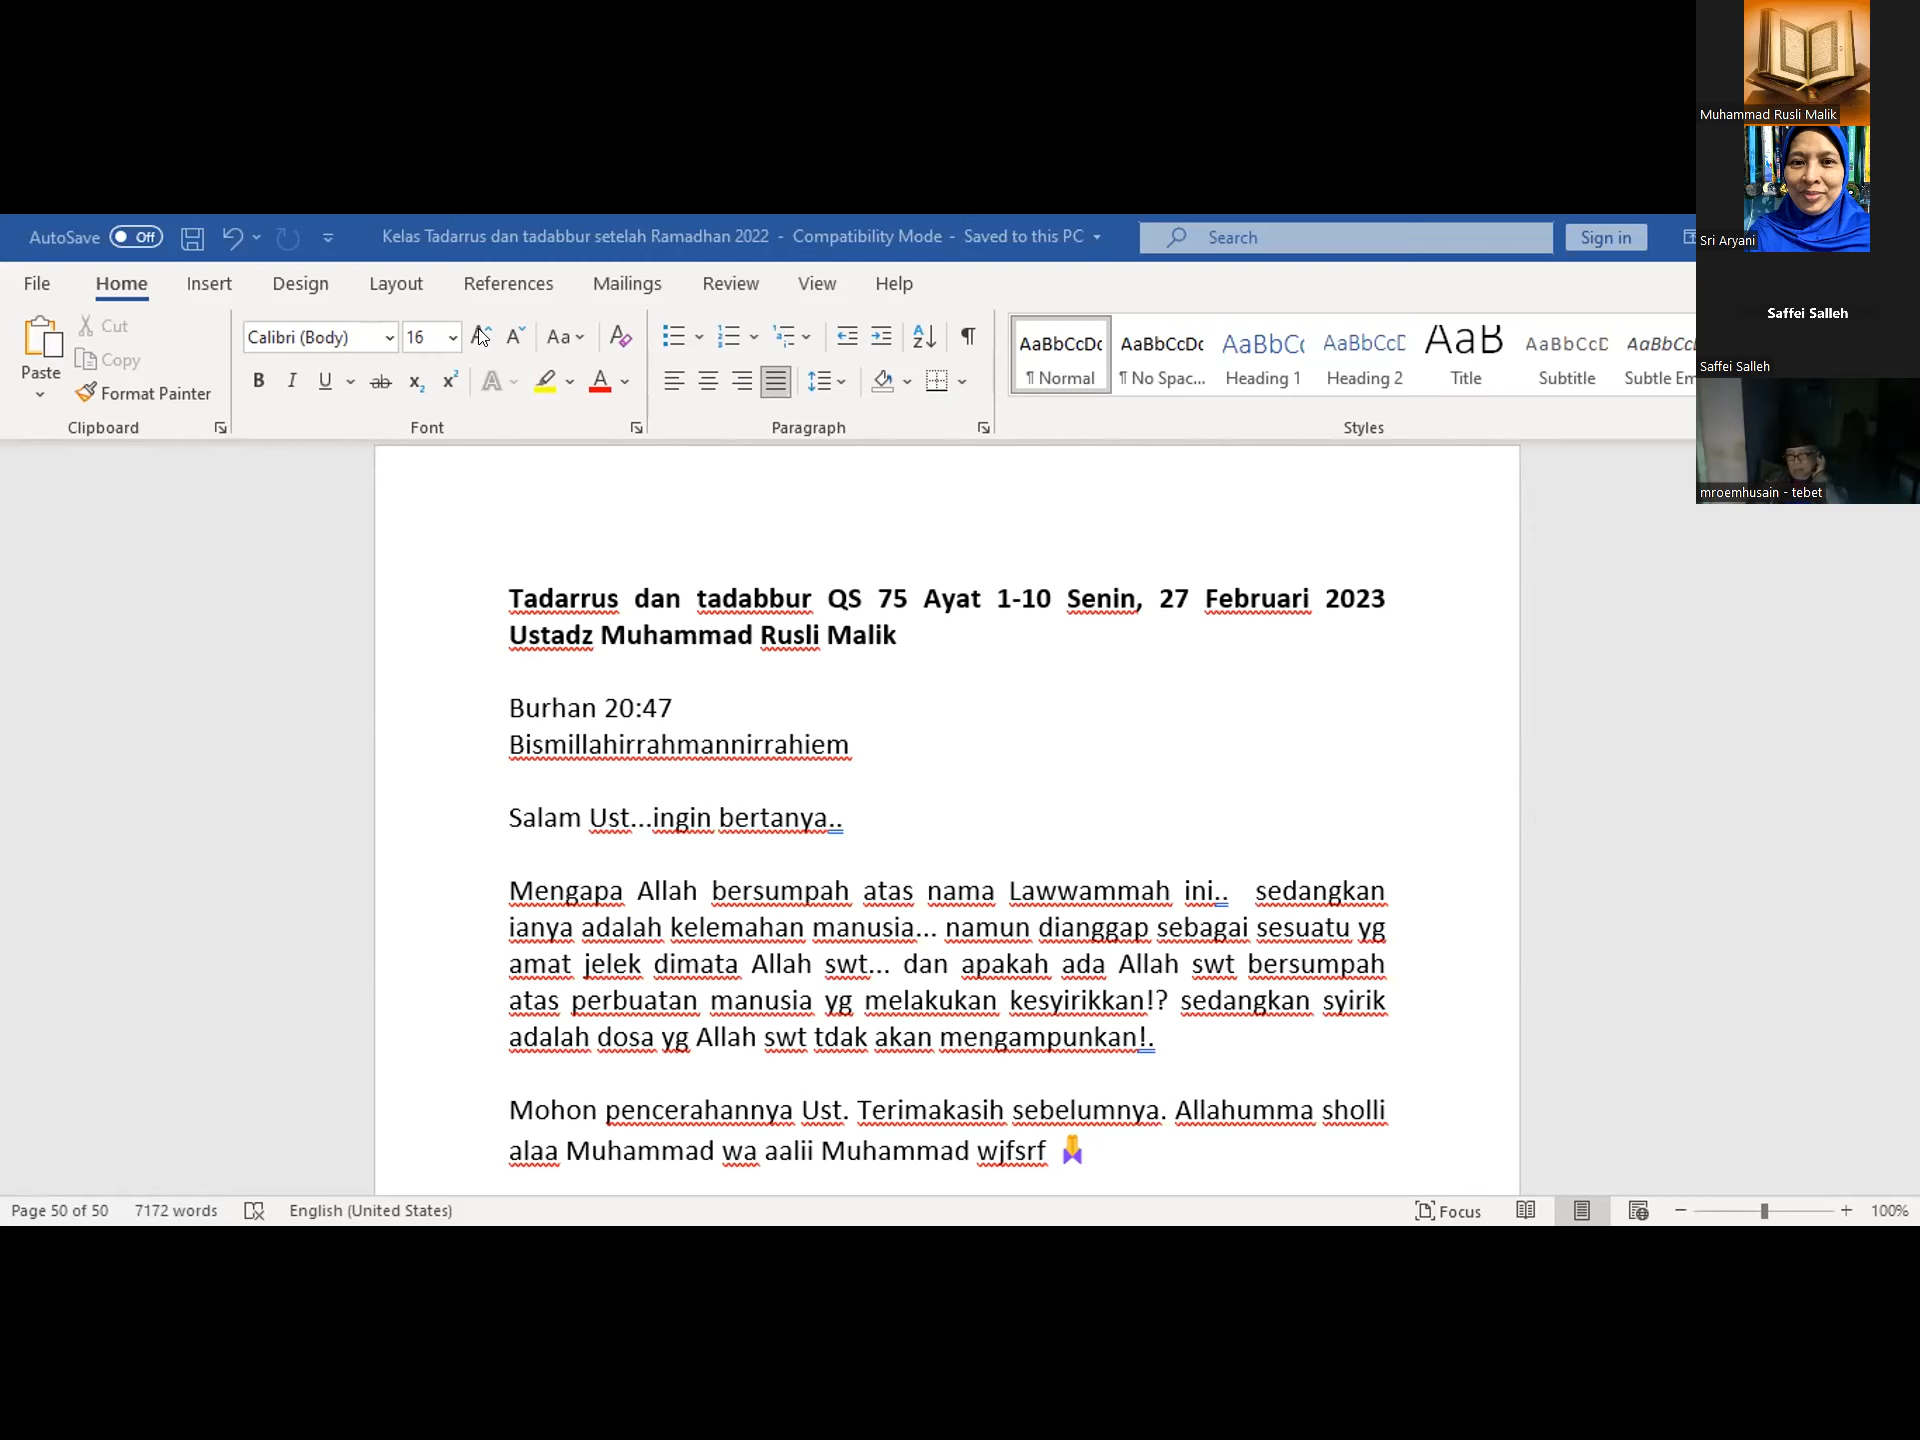 Muhammad Rusli Malik
Sri Aryani
Saffei Salleh
Saffei Salleh
mroemhusain - tebet
AutoSave Off Kelas Tadarrus dan tadabbur setelah Ramadhan 2022 - Compatibility Mode - Saved to this PC Search Sign in
File Home Insert Design Layout References Mailings Review View Help
Paste Cut
Copy
Format Painter
Clipboard
Calibri (Body) 16 Aa
B I U ab x₂ x² A A
Font
Paragraph
AaBbCcDc AaBbCcDc AaBbCc AaBbCcD AaB AaBbCcD AaBbCc
¶ Normal ¶ No Spac... Heading 1 Heading 2 Title Subtitle Subtle Em
Styles
Tadarrus dan tadabbur QS 75 Ayat 1-10 Senin, 27 Februari 2023
Ustadz Muhammad Rusli Malik
Burhan 20:47
Bismillahirrahmannirrahiem
Salam Ust...ingin bertanya..
Mengapa Allah bersumpah atas nama Lawwammah ini.. sedangkan
ianya adalah kelemahan manusia... namun dianggap sebagai sesuatu yg
amat jelek dimata Allah swt... dan apakah ada Allah swt bersumpah
atas perbuatan manusia yg melakukan kesyirikkan!? sedangkan syirik
adalah dosa yg Allah swt tdak akan mengampunkan!.
Mohon pencerahannya Ust. Terimakasih sebelumnya. Allahumma sholli
alaa Muhammad wa aalii Muhammad wjfsrf
Page 50 of 50 7172 words English (United States) Focus 100%